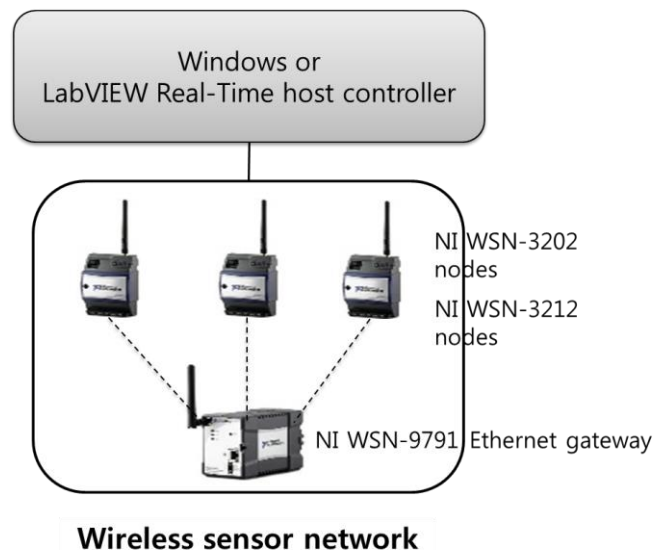 Windows or
LabVIEW Real-Time host controller
NI WSN-3202
nodes
NI WSN-3212
nodes
NI WSN-9791 Ethernet gateway
Wireless sensor network